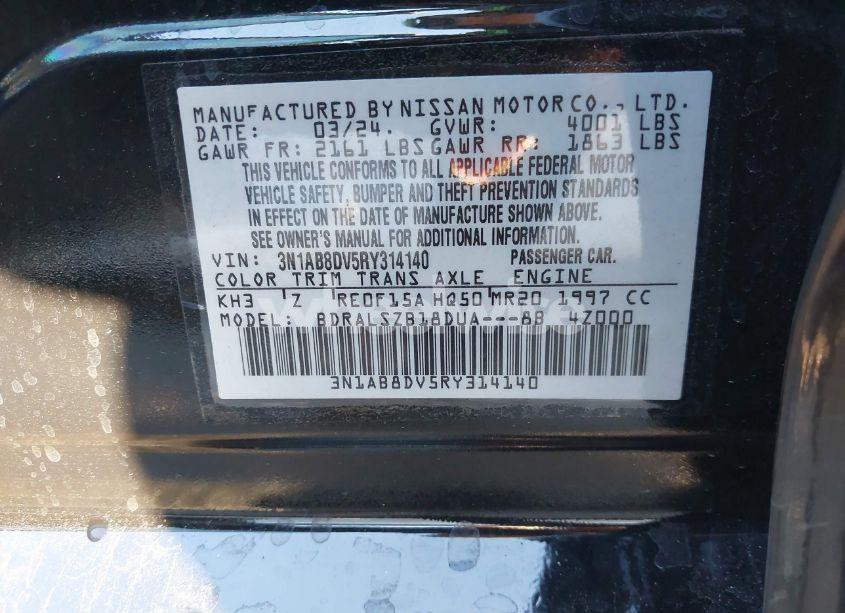 MANUFACTURED BY NISSAN MOTOR CO., LTD.
DATE: 03/24. GVWR: 4001 LBS
GAWR FR: 2161 LBS GAWR RR: 1863 LBS
THIS VEHICLE CONFORMS TO ALL APPLICABLE FEDERAL MOTOR
VEHICLE SAFETY, BUMPER AND THEFT PREVENTION STANDARDS
IN EFFECT ON THE DATE OF MANUFACTURE SHOWN ABOVE.
SEE OWNER'S MANUAL FOR ADDITIONAL INFORMATION.
VIN: 3N1AB8DV5RY314140 PASSENGER CAR.
COLOR TRIM TRANS AXLE ENGINE
KH3 Z RE0F15A HQ50 MR20 1997 CC
MODEL: BDRALSZB18DUA---8B 4Z000
3N1AB8DV5RY314140